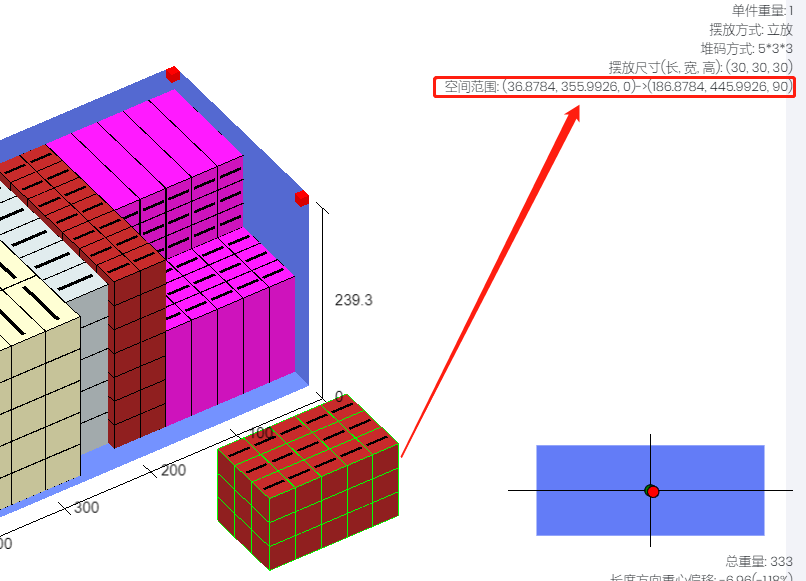 单件重量: 1
摆放方式: 立放
堆码方式: 5*3*3
摆放尺寸(长, 宽, 高): (30, 30, 30)
空间范围: (36.8784, 355.9926, 0)->(186.8784, 445.9926, 90)
239.3
0
100
200
300
00
总重量: 333
长度方向重心偏移: -6.96(-1.18%)